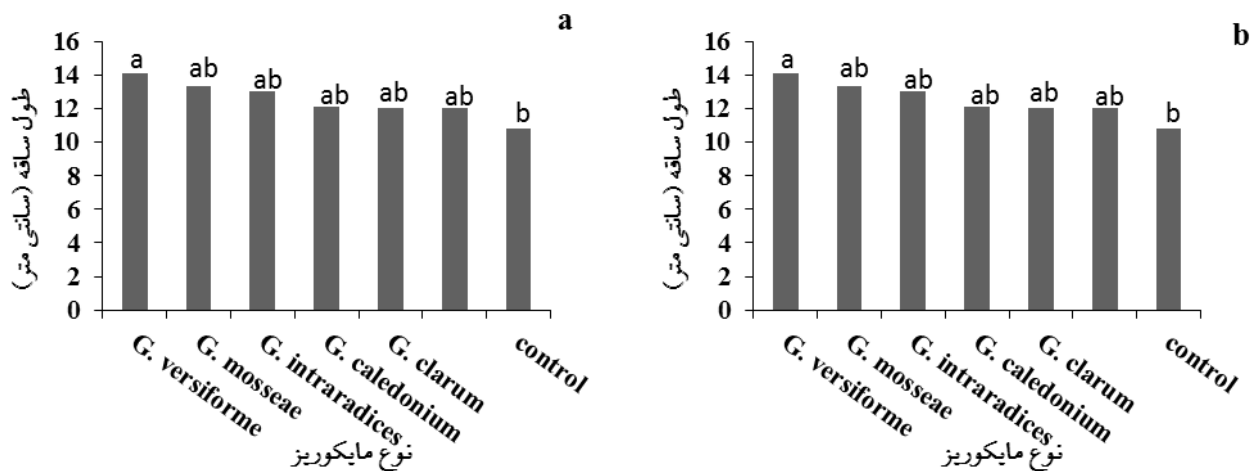 a
طول ساقه (سانتی متر)
16
14
12
10
8
6
4
2
0
a
ab
ab
ab
ab
ab
b
G. versiforme
G. mosseae
G. intraradices
G. caledonium
G. clarum
control
نوع مایکوریز
b
طول ساقه (سانتی متر)
16
14
12
10
8
6
4
2
0
a
ab
ab
ab
ab
ab
b
G. versiforme
G. mosseae
G. intraradices
G. caledonium
G. clarum
control
نوع مایکوریز